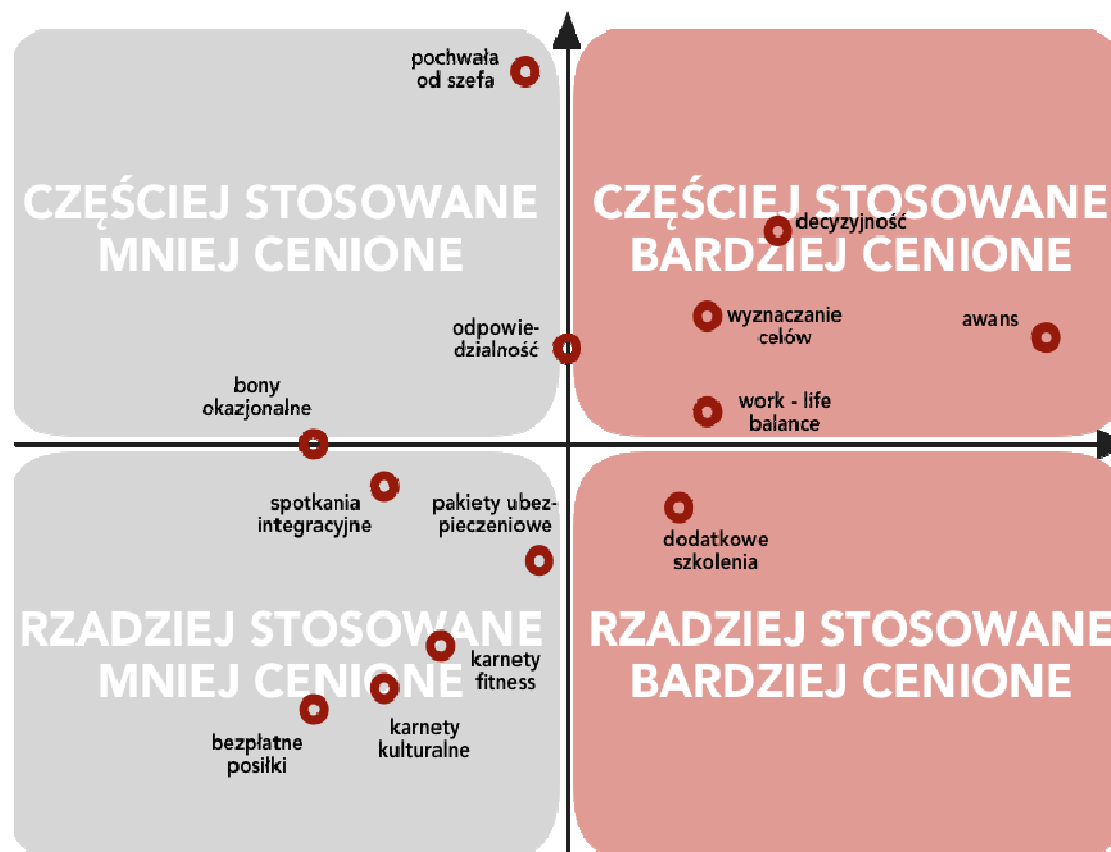 pochwała
od szefa
CZĘŚCIEJ STOSOWANE
MNIEJ CENIONE
CZĘŚCIEJ STOSOWANE
BARDZIEJ CENIONE
decyzyjność
wyznaczanie
celów
awans
odpowie-
dzialność
bony
okazjonalne
work - life
balance
spotkania
integracyjne
pakiety ubez-
pieczeniowe
dodatkowe
szkolenia
RZADZIEJ STOSOWANE
MNIEJ CENIONE
RZADZIEJ STOSOWANE
BARDZIEJ CENIONE
karnety
fitness
karnety
kulturalne
bezpłatne
posiłki